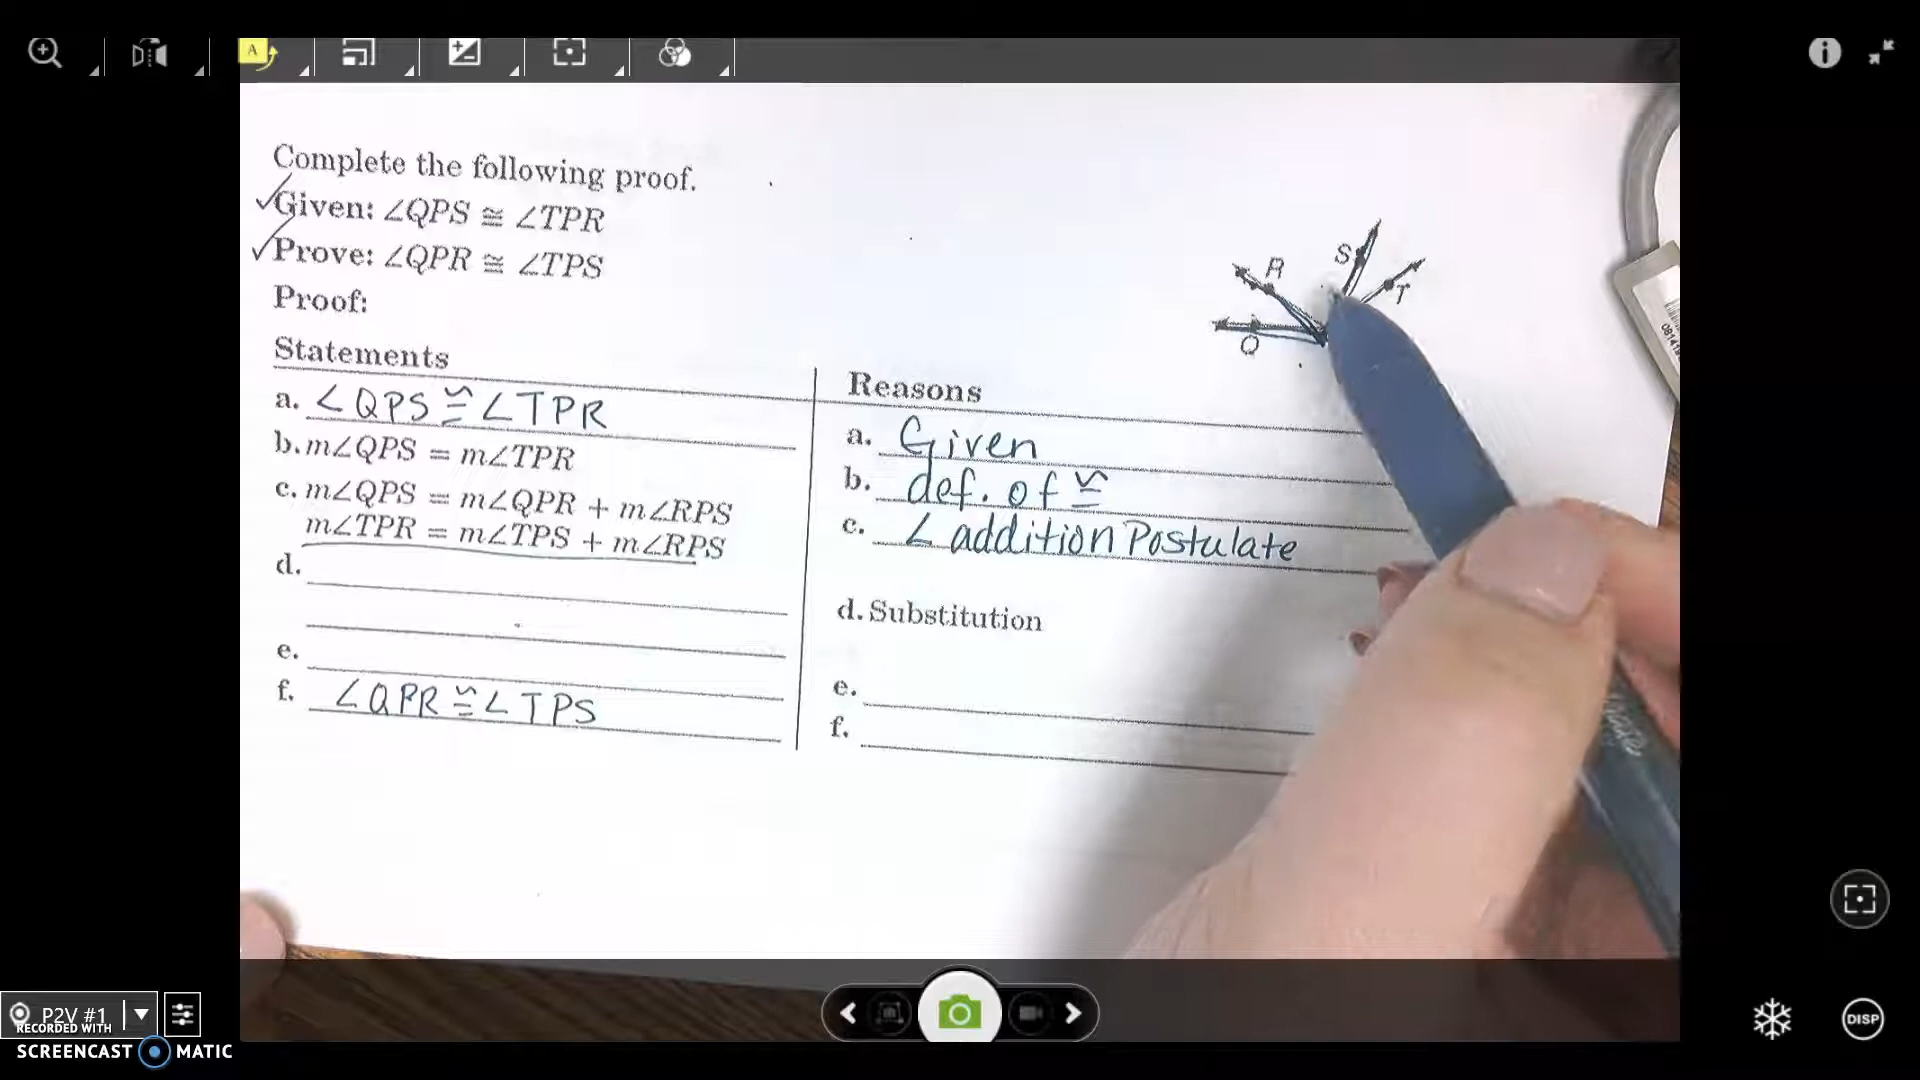 A
Complete the following proof.
Given: ∠QPS ≅ ∠TPR
Prove: ∠QPR ≅ ∠TPS
Proof:
S
R
T
Q
Statements
Reasons
a. ∠QPS ≅ ∠TPR
a. Given
b. m∠QPS = m∠TPR
b. def. of ≅
c. m∠QPS = m∠QPR + m∠RPS
m∠TPR = m∠TPS + m∠RPS
c. ∠ addition Postulate
d.
d. Substitution
e.
e.
f. ∠QPR ≅ ∠TPS
f.
P2V #1
RECORDED WITH
SCREENCAST MATIC
DISP